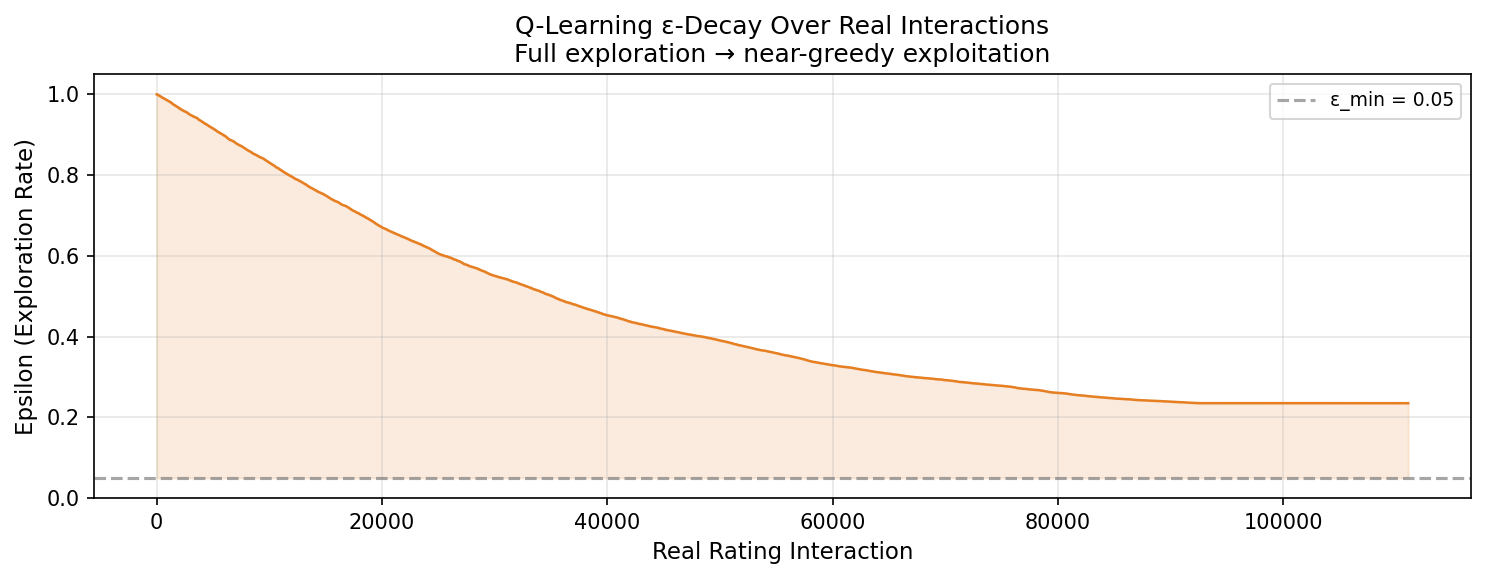 Q-Learning ε-Decay Over Real Interactions
Full exploration → near-greedy exploitation
ε_min = 0.05
Epsilon (Exploration Rate)
1.0
0.8
0.6
0.4
0.2
0.0
0
20000
40000
60000
80000
100000
Real Rating Interaction